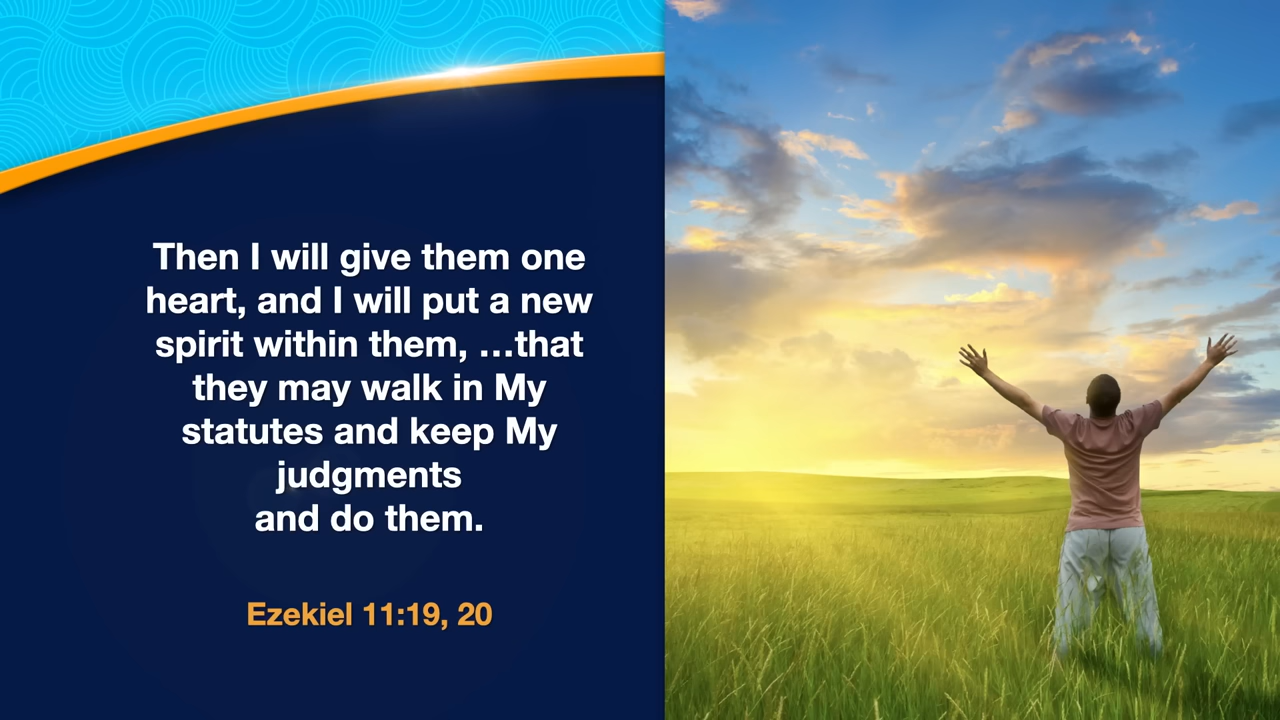 Then I will give them one
heart, and I will put a new
spirit within them, …that
they may walk in My
statutes and keep My
judgments
and do them.
Ezekiel 11:19, 20